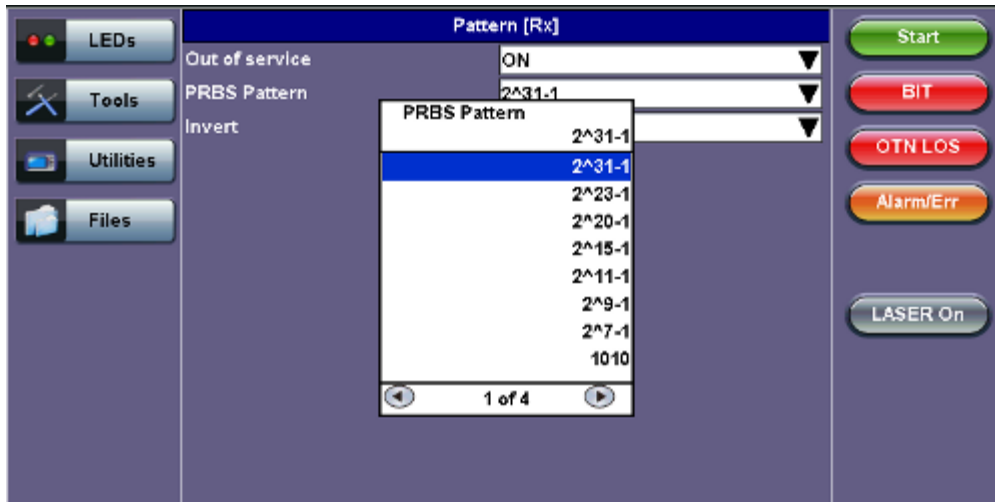 LEDs
Tools
Utilities
Files
Pattern [Rx]
Out of service
ON
PRBS Pattern
2^31-1
Invert
PRBS Pattern
2^31-1
2^31-1
2^23-1
2^20-1
2^15-1
2^11-1
2^9-1
2^7-1
1010
1 of 4
Start
BIT
OTN LOS
Alarm/Err
LASER On